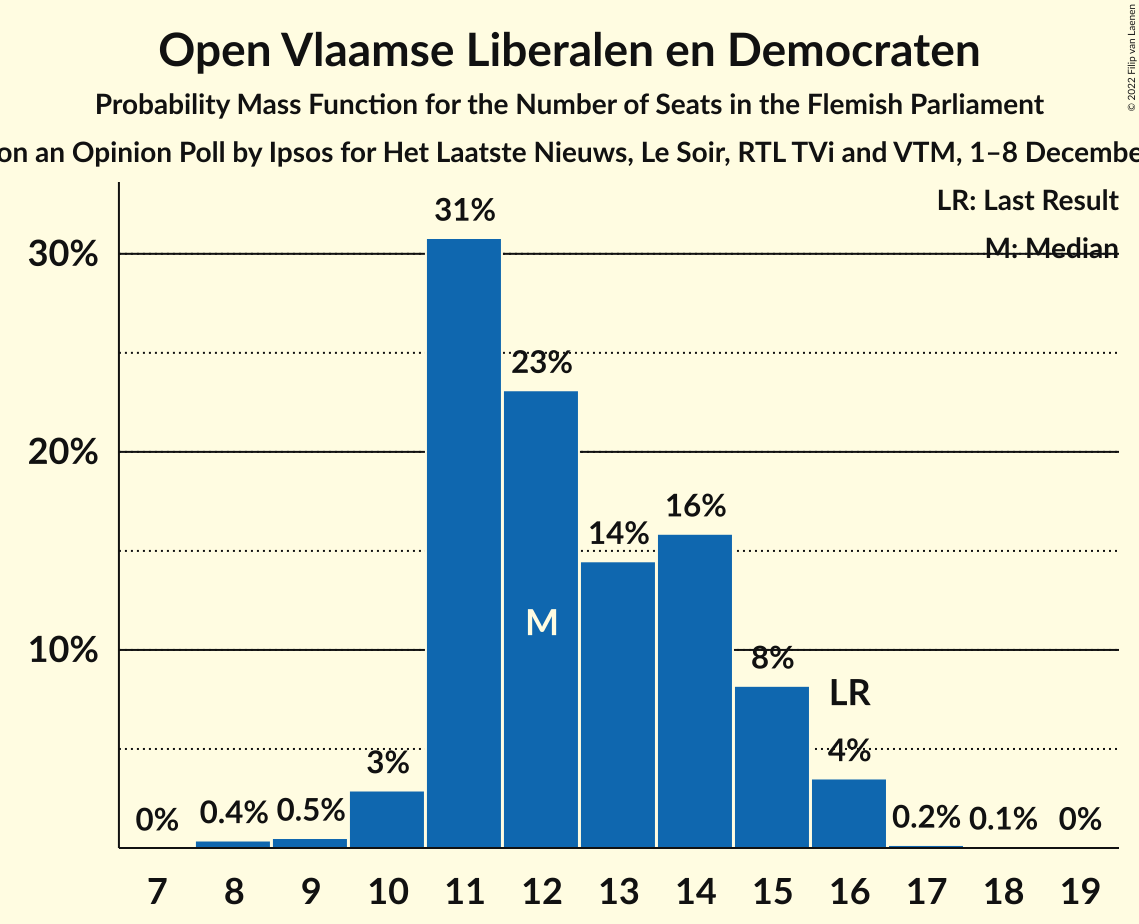 Open Vlaamse Liberalen en Democraten
Probability Mass Function for the Number of Seats in the Flemish Parliament
on an Opinion Poll by Ipsos for Het Laatste Nieuws, Le Soir, RTL TVi and VTM, 1–8 Decembe
© 2022 Filip van Laenen
LR: Last Result
M: Median
30%
20%
10%
0%
0.4%
0.5%
3%
31%
23%
14%
16%
8%
4%
0.2%
0.1%
0%
M
LR
7 8 9 10 11 12 13 14 15 16 17 18 19